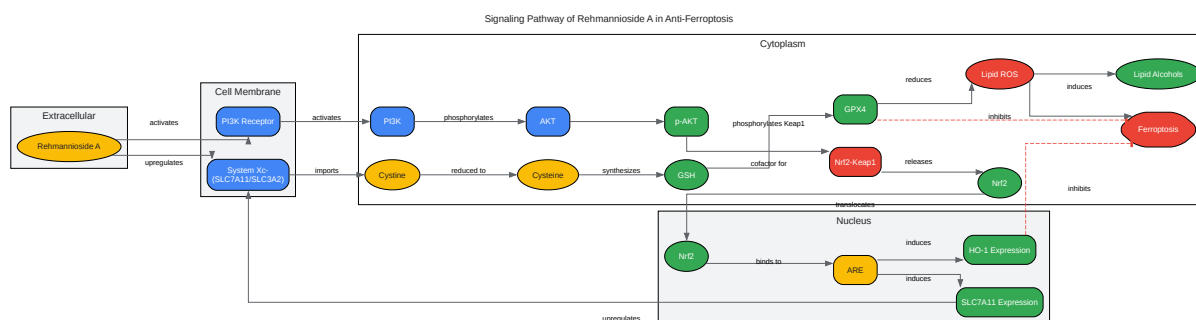 Signaling Pathway of Rehmannioside A in Anti-Ferroptosis
Cytoplasm
Extracellular
Rehmannioside A
activates
upregulates
Cell Membrane
PI3K Receptor
System Xc-
(SLC7A11/SLC3A2)
activates
imports
PI3K
phosphorylates
AKT
p-AKT
phosphorylates Keap1
Cystine
reduced to
Cysteine
synthesizes
GSH
cofactor for
GPX4
reduces
Lipid ROS
induces
Lipid Alcohols
inhibits
Ferroptosis
Nrf2-Keap1
releases
Nrf2
inhibits
translocates
Nucleus
Nrf2
binds to
ARE
induces
HO-1 Expression
induces
SLC7A11 Expression
upregulates